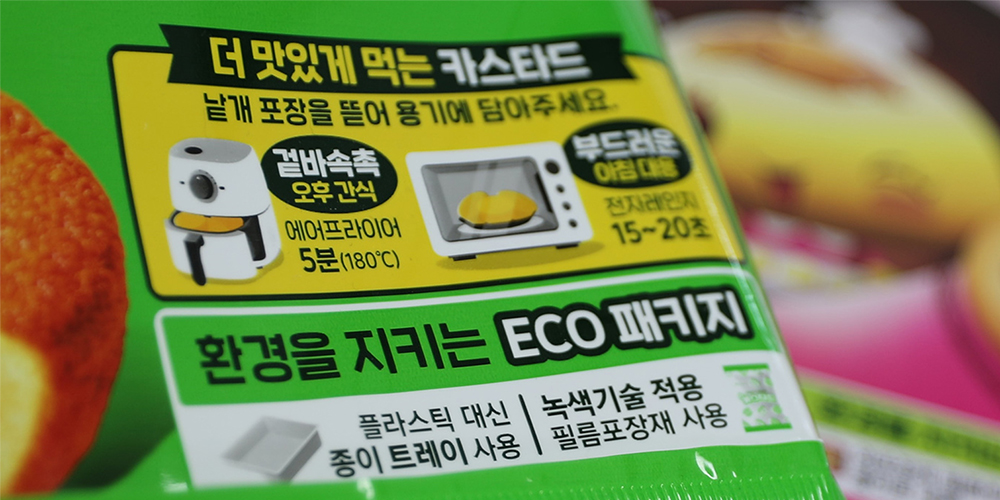 더 맛있게 먹는 카스타드
낱개 포장을 뜯어 용기에 담아주세요.
겉바속촉
오후 간식
에어프라이어
5분(180℃)
부드러운
아침 대용
전자레인지
15~20초
환경을 지키는 ECO 패키지
플라스틱 대신
종이 트레이 사용
녹색기술 적용
필름포장재 사용